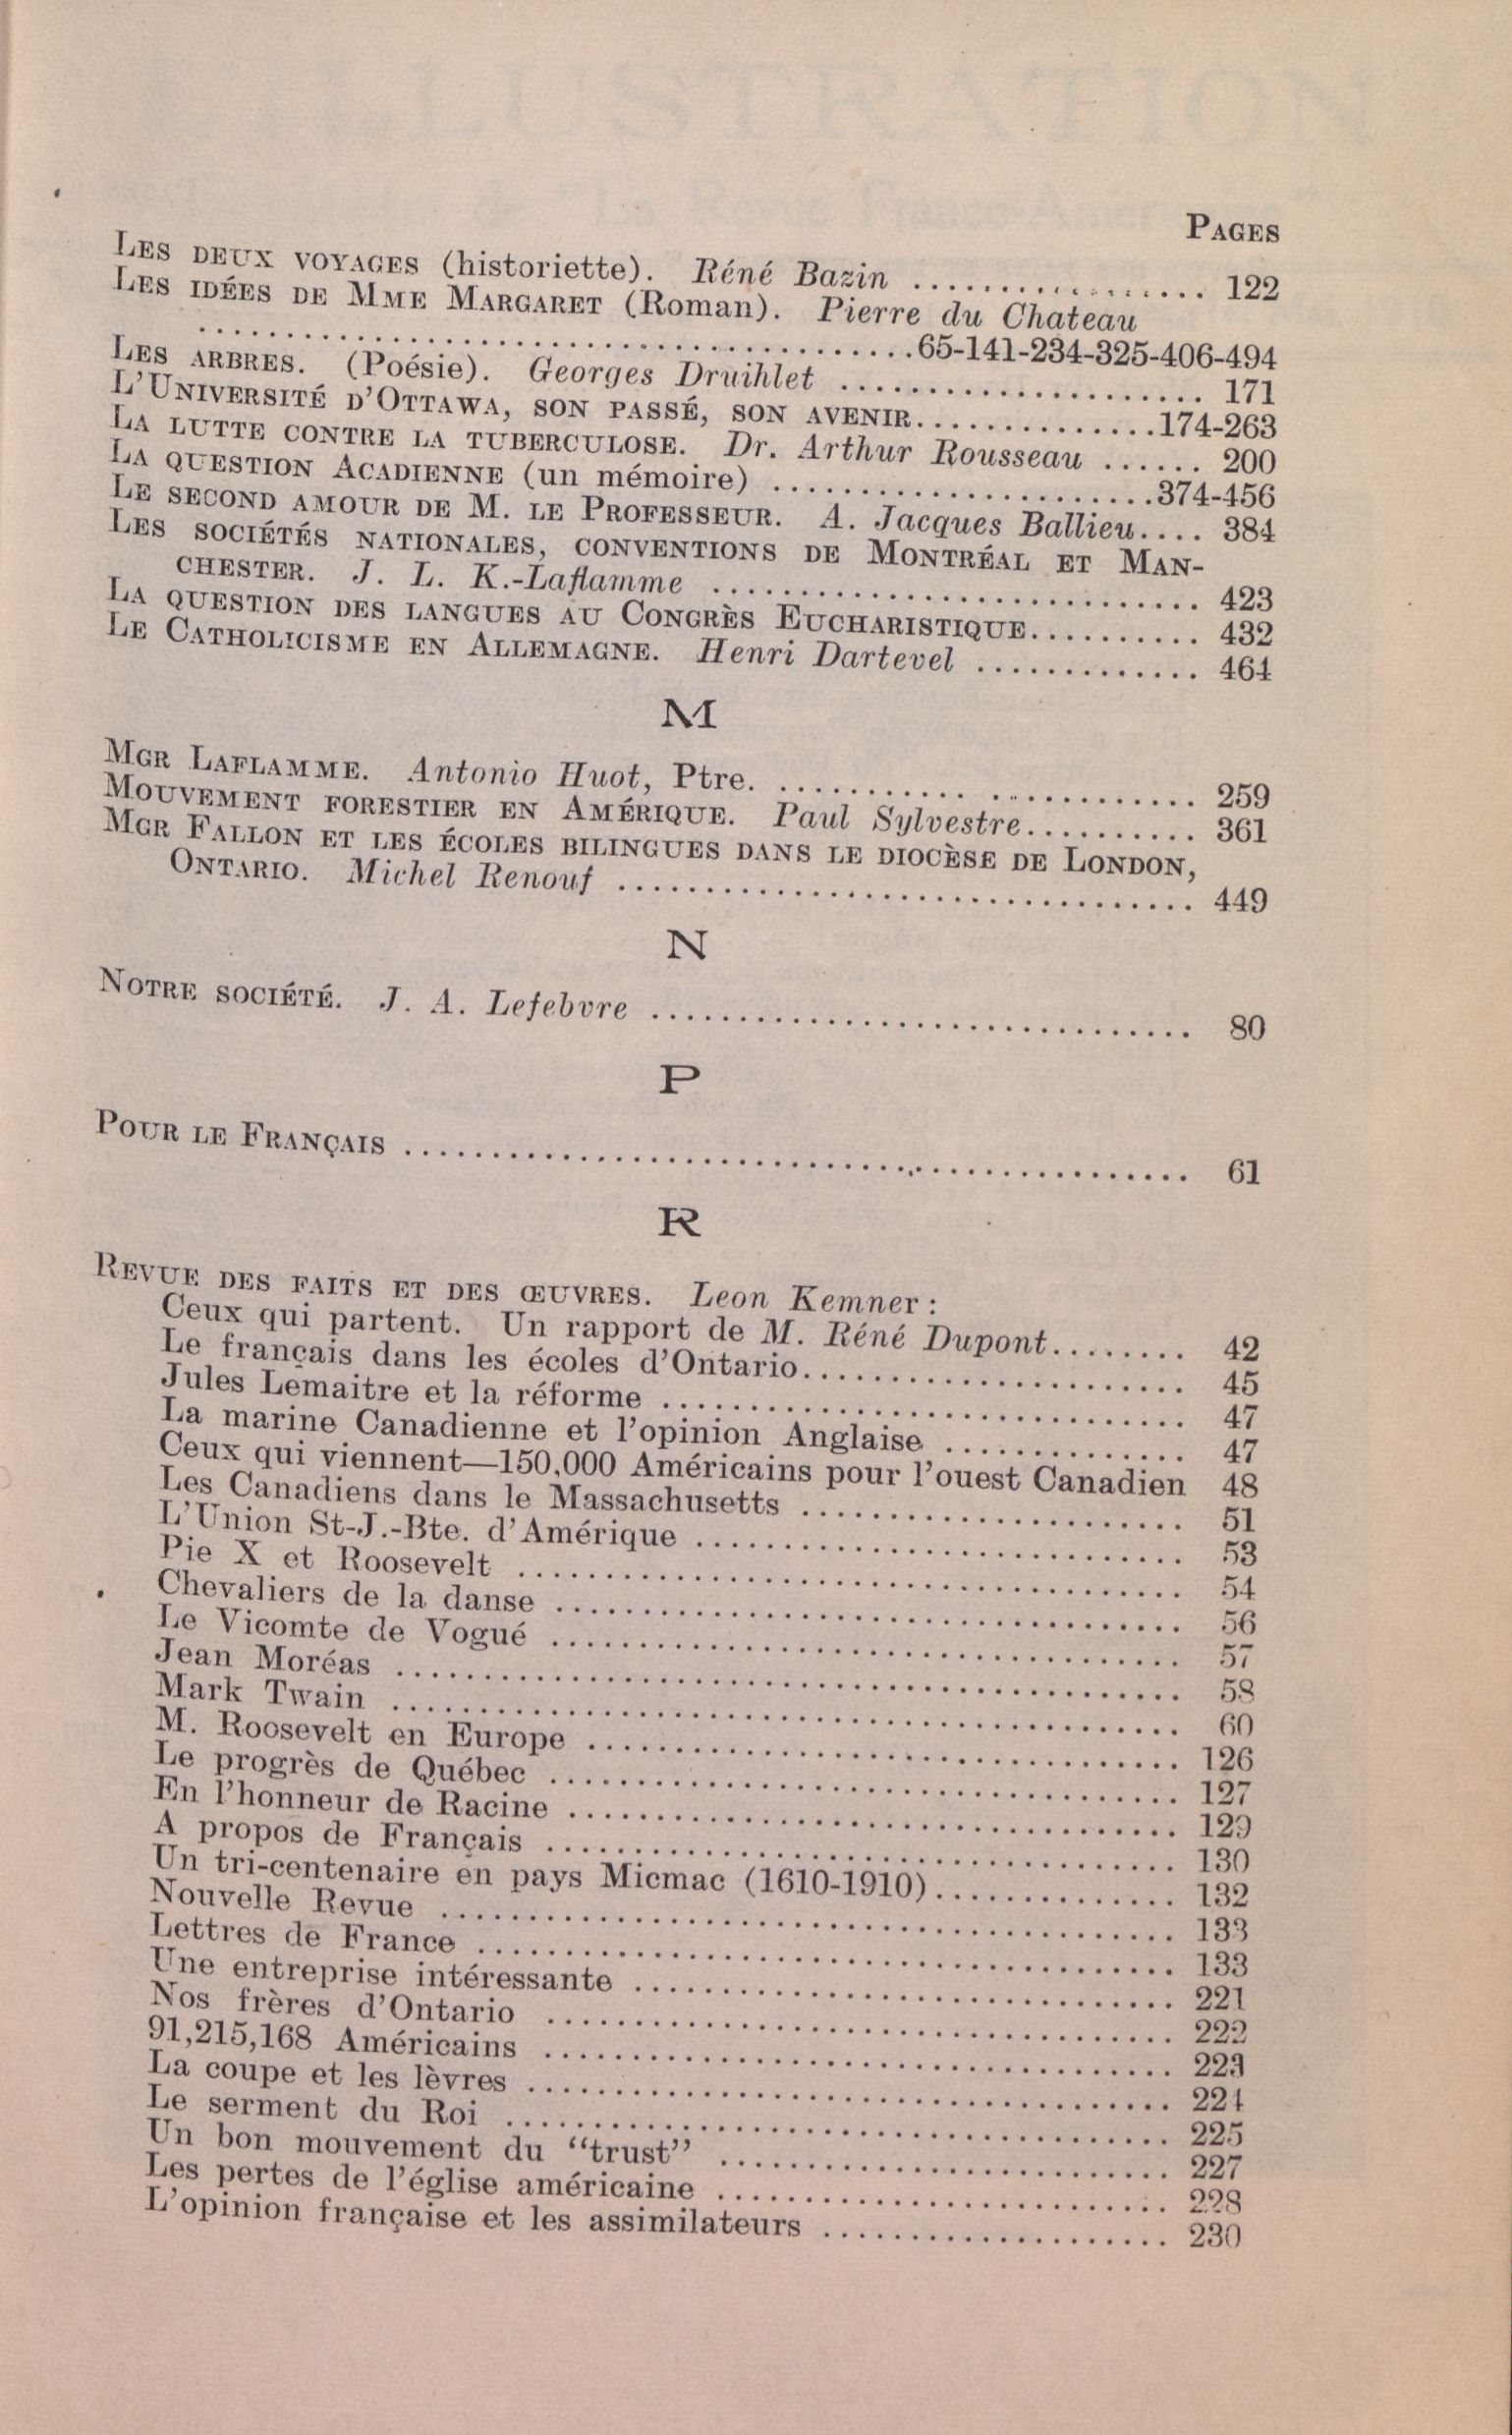 PAGES
LES DEUX VOYAGES (historiette). Réné Bazin ................. 122
LES IDÉES DE MME MARGARET (Roman). Pierre du Chateau
.........................................65-141-234-325-406-494
LES ARBRES. (Poésie). Georges Druihlet ..................... 171
L'UNIVERSITÉ D'OTTAWA, SON PASSÉ, SON AVENIR..............174-263
LA LUTTE CONTRE LA TUBERCULOSE. Dr. Arthur Rousseau ...... 200
LA QUESTION ACADIENNE (un mémoire) ......................374-456
LE SECOND AMOUR DE M. LE PROFESSEUR. A. Jacques Ballieu.... 384
LES SOCIÉTÉS NATIONALES, CONVENTIONS DE MONTRÉAL ET MAN-
CHESTER. J. L. K.-Laflamme ............................ 423
LA QUESTION DES LANGUES AU CONGRÈS EUCHARISTIQUE.......... 432
LE CATHOLICISME EN ALLEMAGNE. Henri Dartevel ............. 464
M
MGR LAFLAMME. Antonio Huot, Ptre. ........................ 259
MOUVEMENT FORESTIER EN AMÉRIQUE. Paul Sylvestre.......... 361
MGR FALLON ET LES ÉCOLES BILINGUES DANS LE DIOCÈSE DE LONDON,
ONTARIO. Michel Renouf .................................. 449
N
NOTRE SOCIÉTÉ. J. A. Lefebvre ............................... 80
P
POUR LE FRANÇAIS ............................................. 61
R
REVUE DES FAITS ET DES ŒUVRES. Leon Kemner :
Ceux qui partent. Un rapport de M. Réné Dupont........ 42
Le français dans les écoles d'Ontario...................... 45
Jules Lemaitre et la réforme .............................. 47
La marine Canadienne et l'opinion Anglaise .............. 47
Ceux qui viennent—150,000 Américains pour l'ouest Canadien 48
Les Canadiens dans le Massachusetts ...................... 51
L'Union St-J.-Bte. d'Amérique ............................ 53
Pie X et Roosevelt ...................................... 54
Chevaliers de la danse .................................... 56
Le Vicomte de Vogué .................................... 57
Jean Moréas ............................................. 58
Mark Twain ............................................. 60
M. Roosevelt en Europe .................................. 126
Le progrès de Québec .................................... 127
En l'honneur de Racine .................................. 129
A propos de Français .................................... 130
Un tri-centenaire en pays Micmac (1610-1910).............. 132
Nouvelle Revue .......................................... 133
Lettres de France ........................................ 133
Une entreprise intéressante ............................... 221
Nos frères d'Ontario .................................... 222
91,215,168 Américains .................................... 223
La coupe et les lèvres .................................... 224
Le serment du Roi ...................................... 225
Un bon mouvement du “trust” .......................... 227
Les pertes de l'église américaine .......................... 228
L'opinion française et les assimilateurs .................... 230